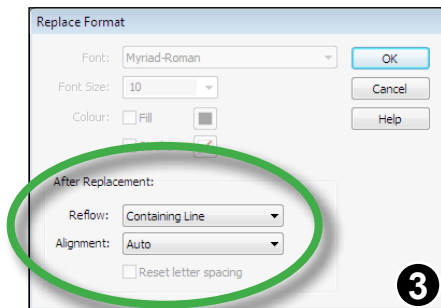 Replace Format
Font: Myriad-Roman
OK
Font Size: 10
Cancel
Colour: Fill
Help
After Replacement:
Reflow: Containing Line
Alignment: Auto
Reset letter spacing
3